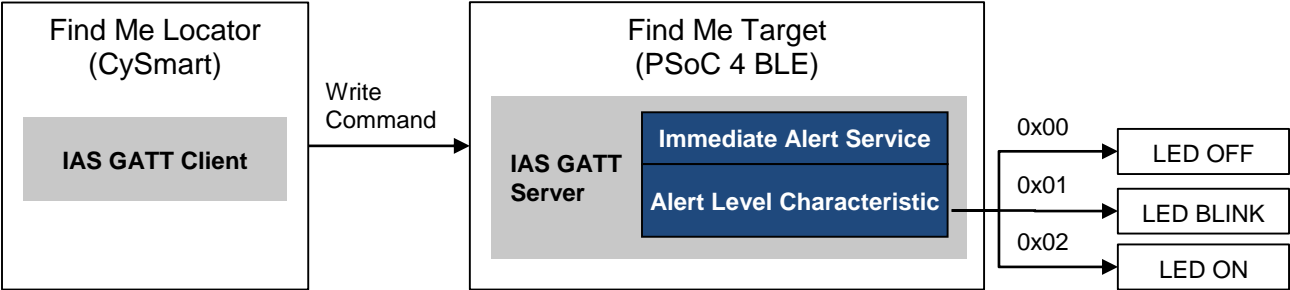 Find Me Locator
(CySmart)
IAS GATT Client
Write
Command
Find Me Target
(PSoC 4 BLE)
IAS GATT
Server
Immediate Alert Service
Alert Level Characteristic
0x00
LED OFF
0x01
LED BLINK
0x02
LED ON